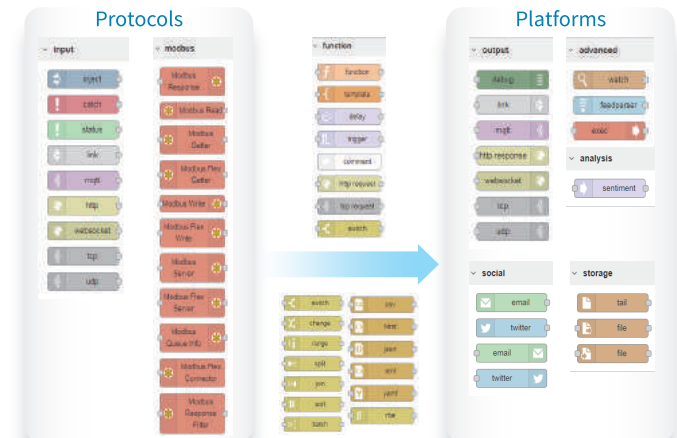 Protocols
Platforms
input
inject
catch
status
link
mqtt
http
websocket
tcp
udp
modbus
Modbus
Response
Modbus Read
Modbus
Getter
Modbus Flex
Getter
Modbus Write
Modbus Flex
Write
Modbus
Server
Modbus Flex
Server
Modbus
Queue Info
Modbus Flex
Connector
Modbus
Response
Filter
function
function
template
delay
trigger
comment
http request
tcp request
switch
switch
change
range
split
join
sort
batch
csv
html
json
xml
yaml
rbe
output
debug
link
mqtt
http response
websocket
tcp
udp
advanced
watch
feedparser
exec
analysis
sentiment
social
email
twitter
email
twitter
storage
tail
file
file